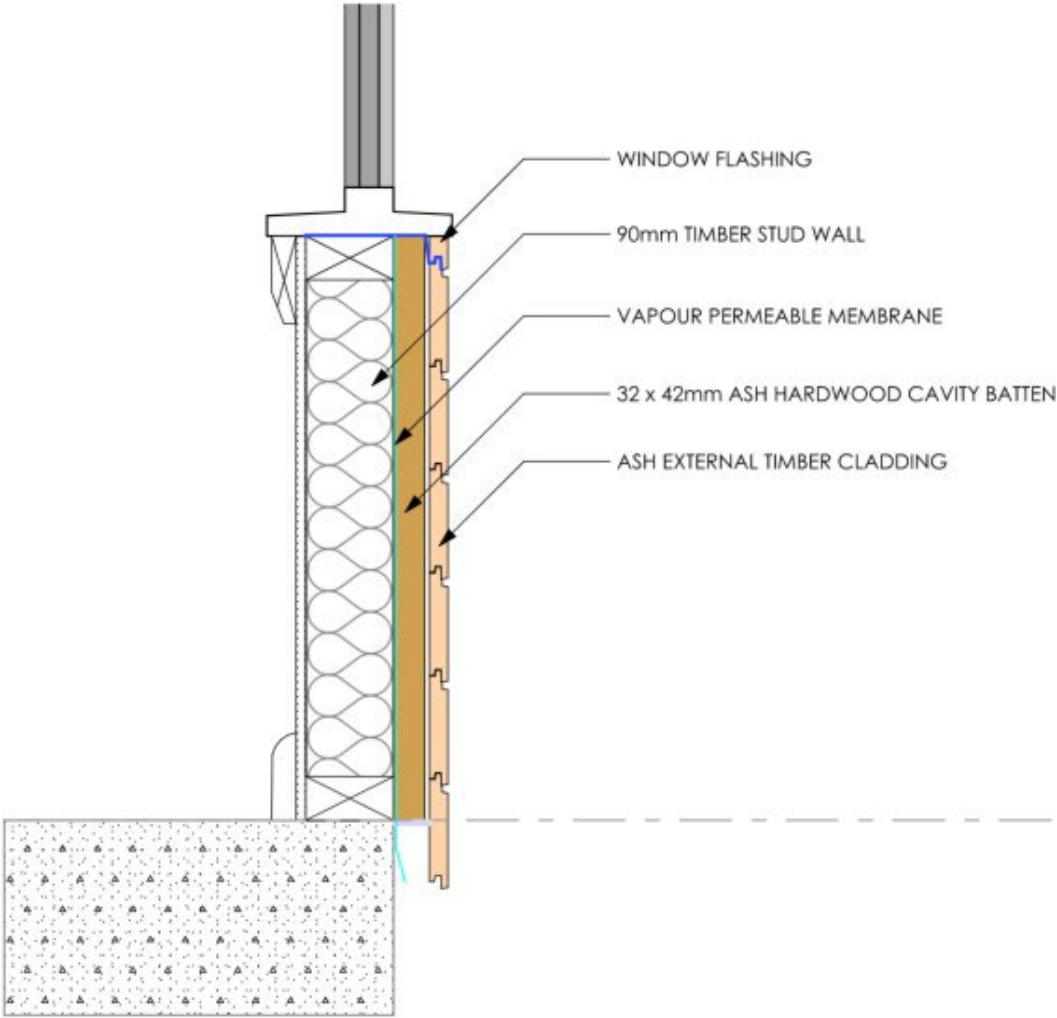 WINDOW FLASHING
90mm TIMBER STUD WALL
VAPOUR PERMEABLE MEMBRANE
32 x 42mm ASH HARDWOOD CAVITY BATTEN
ASH EXTERNAL TIMBER CLADDING